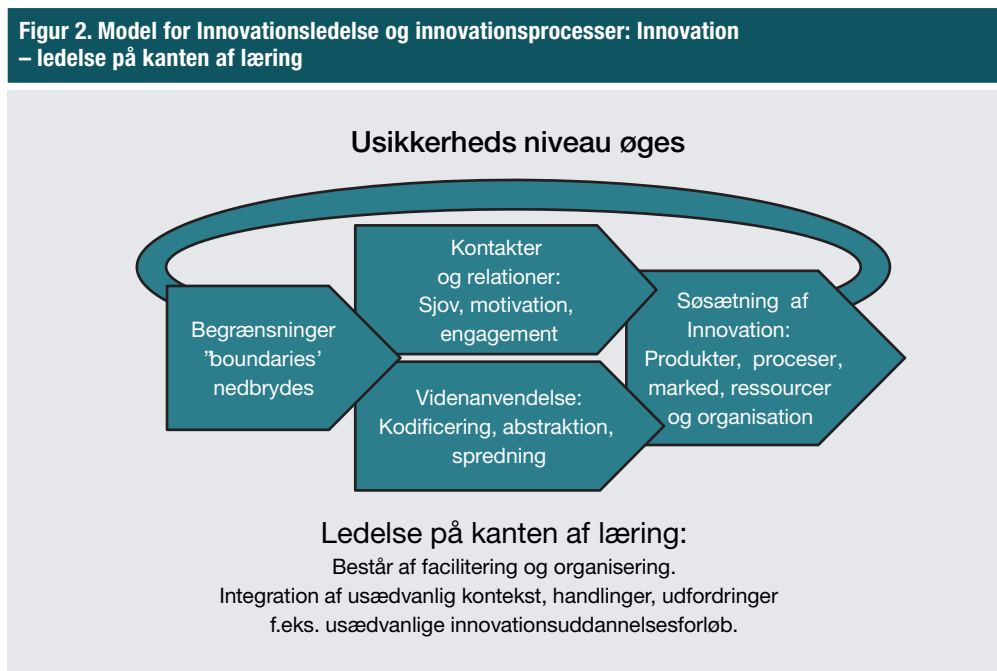 Figur 2. Model for Innovationsledelse og innovationsprocesser: Innovation
– ledelse på kanten af læring
Usikkerheds niveau øges
Begrænsninger
”boundaries’
nedbrydes
Kontakter
og relationer:
Sjov, motivation,
engagement
Videnanvendelse:
Kodificering, abstraktion,
spredning
Søsætning af
Innovation:
Produkter, proceser,
marked, ressourcer
og organisation
Ledelse på kanten af læring:
Består af facilitering og organisering.
Integration af usædvanlig kontekst, handlinger, udfordringer
f.eks. usædvanlige innovationsuddannelsesforløb.